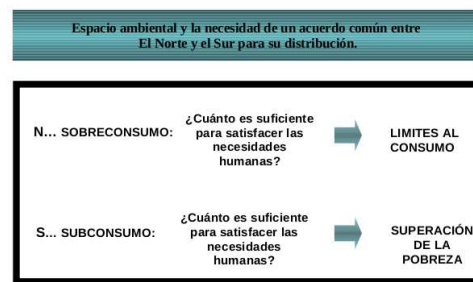 Espacio ambiental y la necesidad de un acuerdo común entre
El Norte y el Sur para su distribución.
N... SOBRECONSUMO:
¿Cuánto es suficiente
para satisfacer las
necesidades
humanas?
LIMITES AL
CONSUMO
S... SUBCONSUMO:
¿Cuánto es suficiente
para satisfacer las
necesidades
humanas?
SUPERACIÓN
DE LA
POBREZA